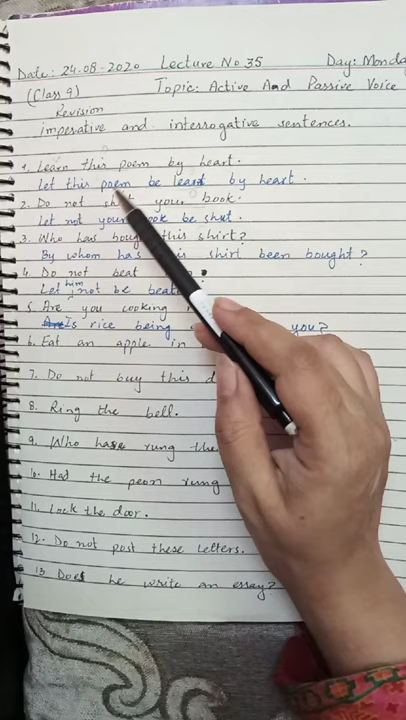 Date: 24.08-2020 Lecture No 35 Day: Monda
(Class 9) Topic: Active And Passive Voice
Revision
imperative and interrogative sentences.
1. Learn this poem by heart.
Let this poem be learnt by heart.
2. Do not your book.
Let not your book be shut.
3. Who has this shirt?
By whom has this shirt been bought?
4. Do not beat
Let him not be
5. Are you cooking
Is rice being you?
6. Eat an apple in
7. Do not buy this
8. Ring the bell.
9. Who has rung the
10. Had the peon rung
11. Lock the door.
12. Do not post these letters.
13 Does he write an essay?